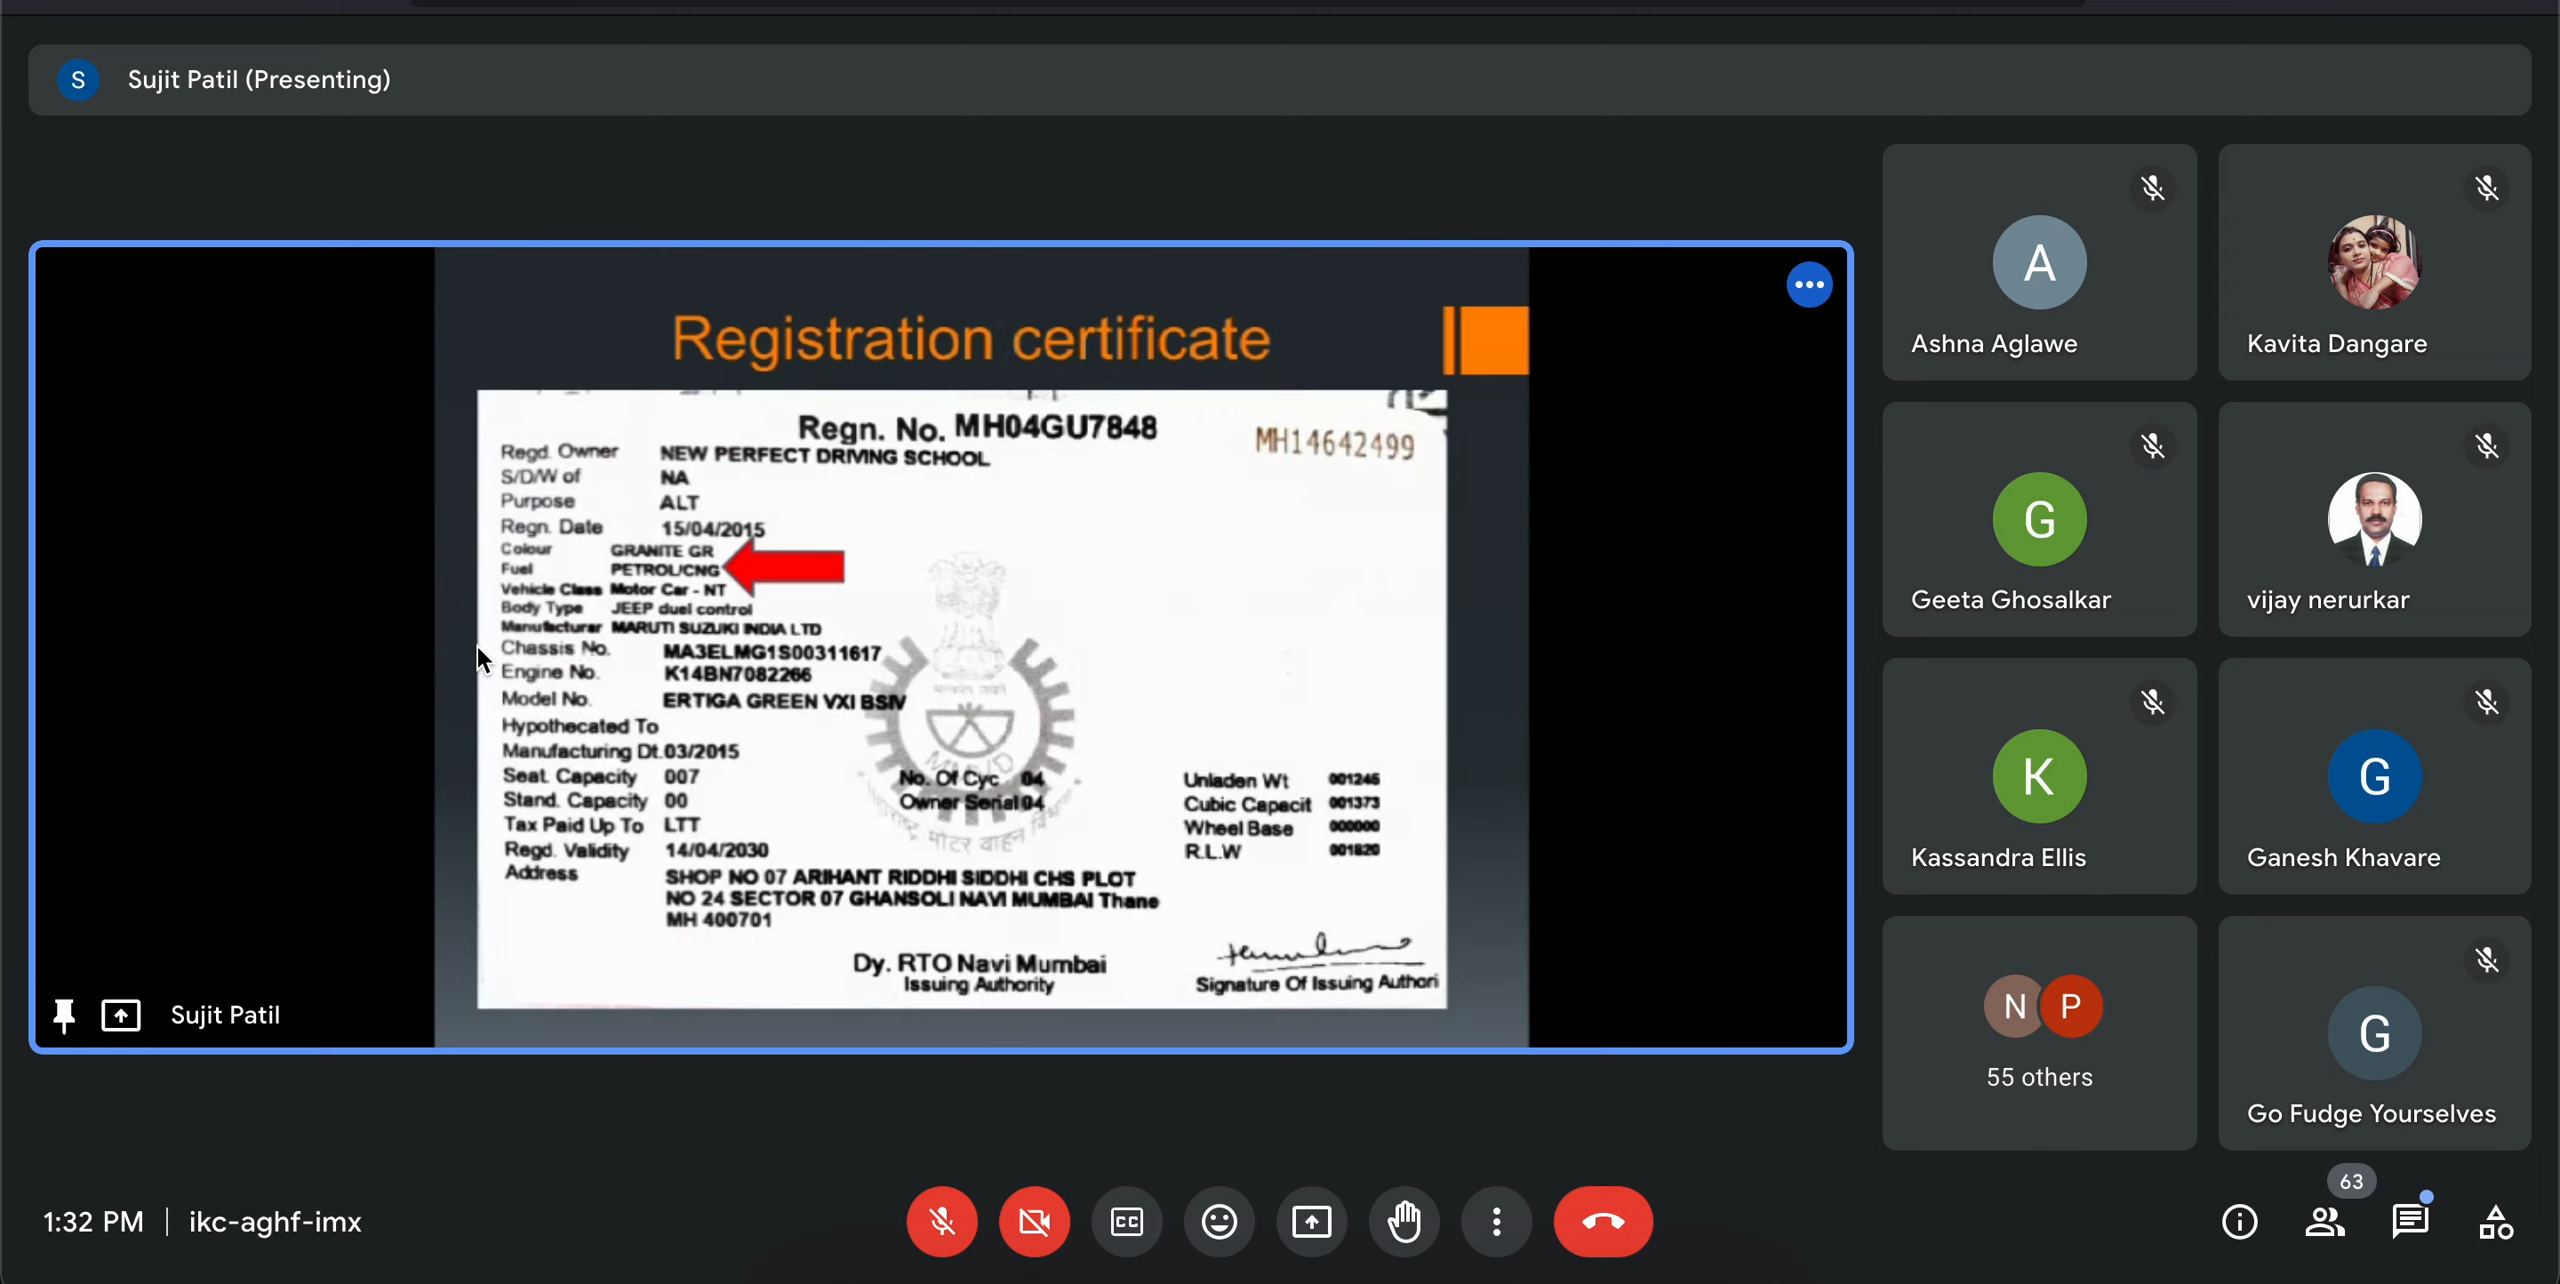 S Sujit Patil (Presenting)
Registration certificate
Regn. No. MH04GU7848
MH14642499
Regd. Owner NEW PERFECT DRIVING SCHOOL
S/D/W of NA
Purpose ALT
Regn. Date 15/04/2015
Colour GRANITE GR
Fuel PETROL/CNG
Vehicle Class Motor Car - NT
Body Type JEEP duel control
Manufacturer MARUTI SUZUKI INDIA LTD
Chassis No. MA3ELMG1S00311617
Engine No. K14BN7082266
Model No. ERTIGA GREEN VXI BSIV
Hypothecated To
Manufacturing Dt. 03/2015
Seat. Capacity 007 No. Of Cyc 04 Unladen Wt 001245
Stand. Capacity 00 Owner Serial 04 Cubic Capacit 001373
Tax Paid Up To LTT Wheel Base 000000
Regd. Validity 14/04/2030 R.L.W 001820
मोटर वाहन
Address SHOP NO 07 ARIHANT RIDDHI SIDDHI CHS PLOT
NO 24 SECTOR 07 GHANSOLI NAVI MUMBAI Thane
MH 400701
Dy. RTO Navi Mumbai
Issuing Authority
Signature Of Issuing Authori
Sujit Patil
A
Ashna Aglawe
Kavita Dangare
G
Geeta Ghosalkar
vijay nerurkar
K
Kassandra Ellis
G
Ganesh Khavare
N P
55 others
G
Go Fudge Yourselves
1:32 PM | ikc-aghf-imx
CC
63